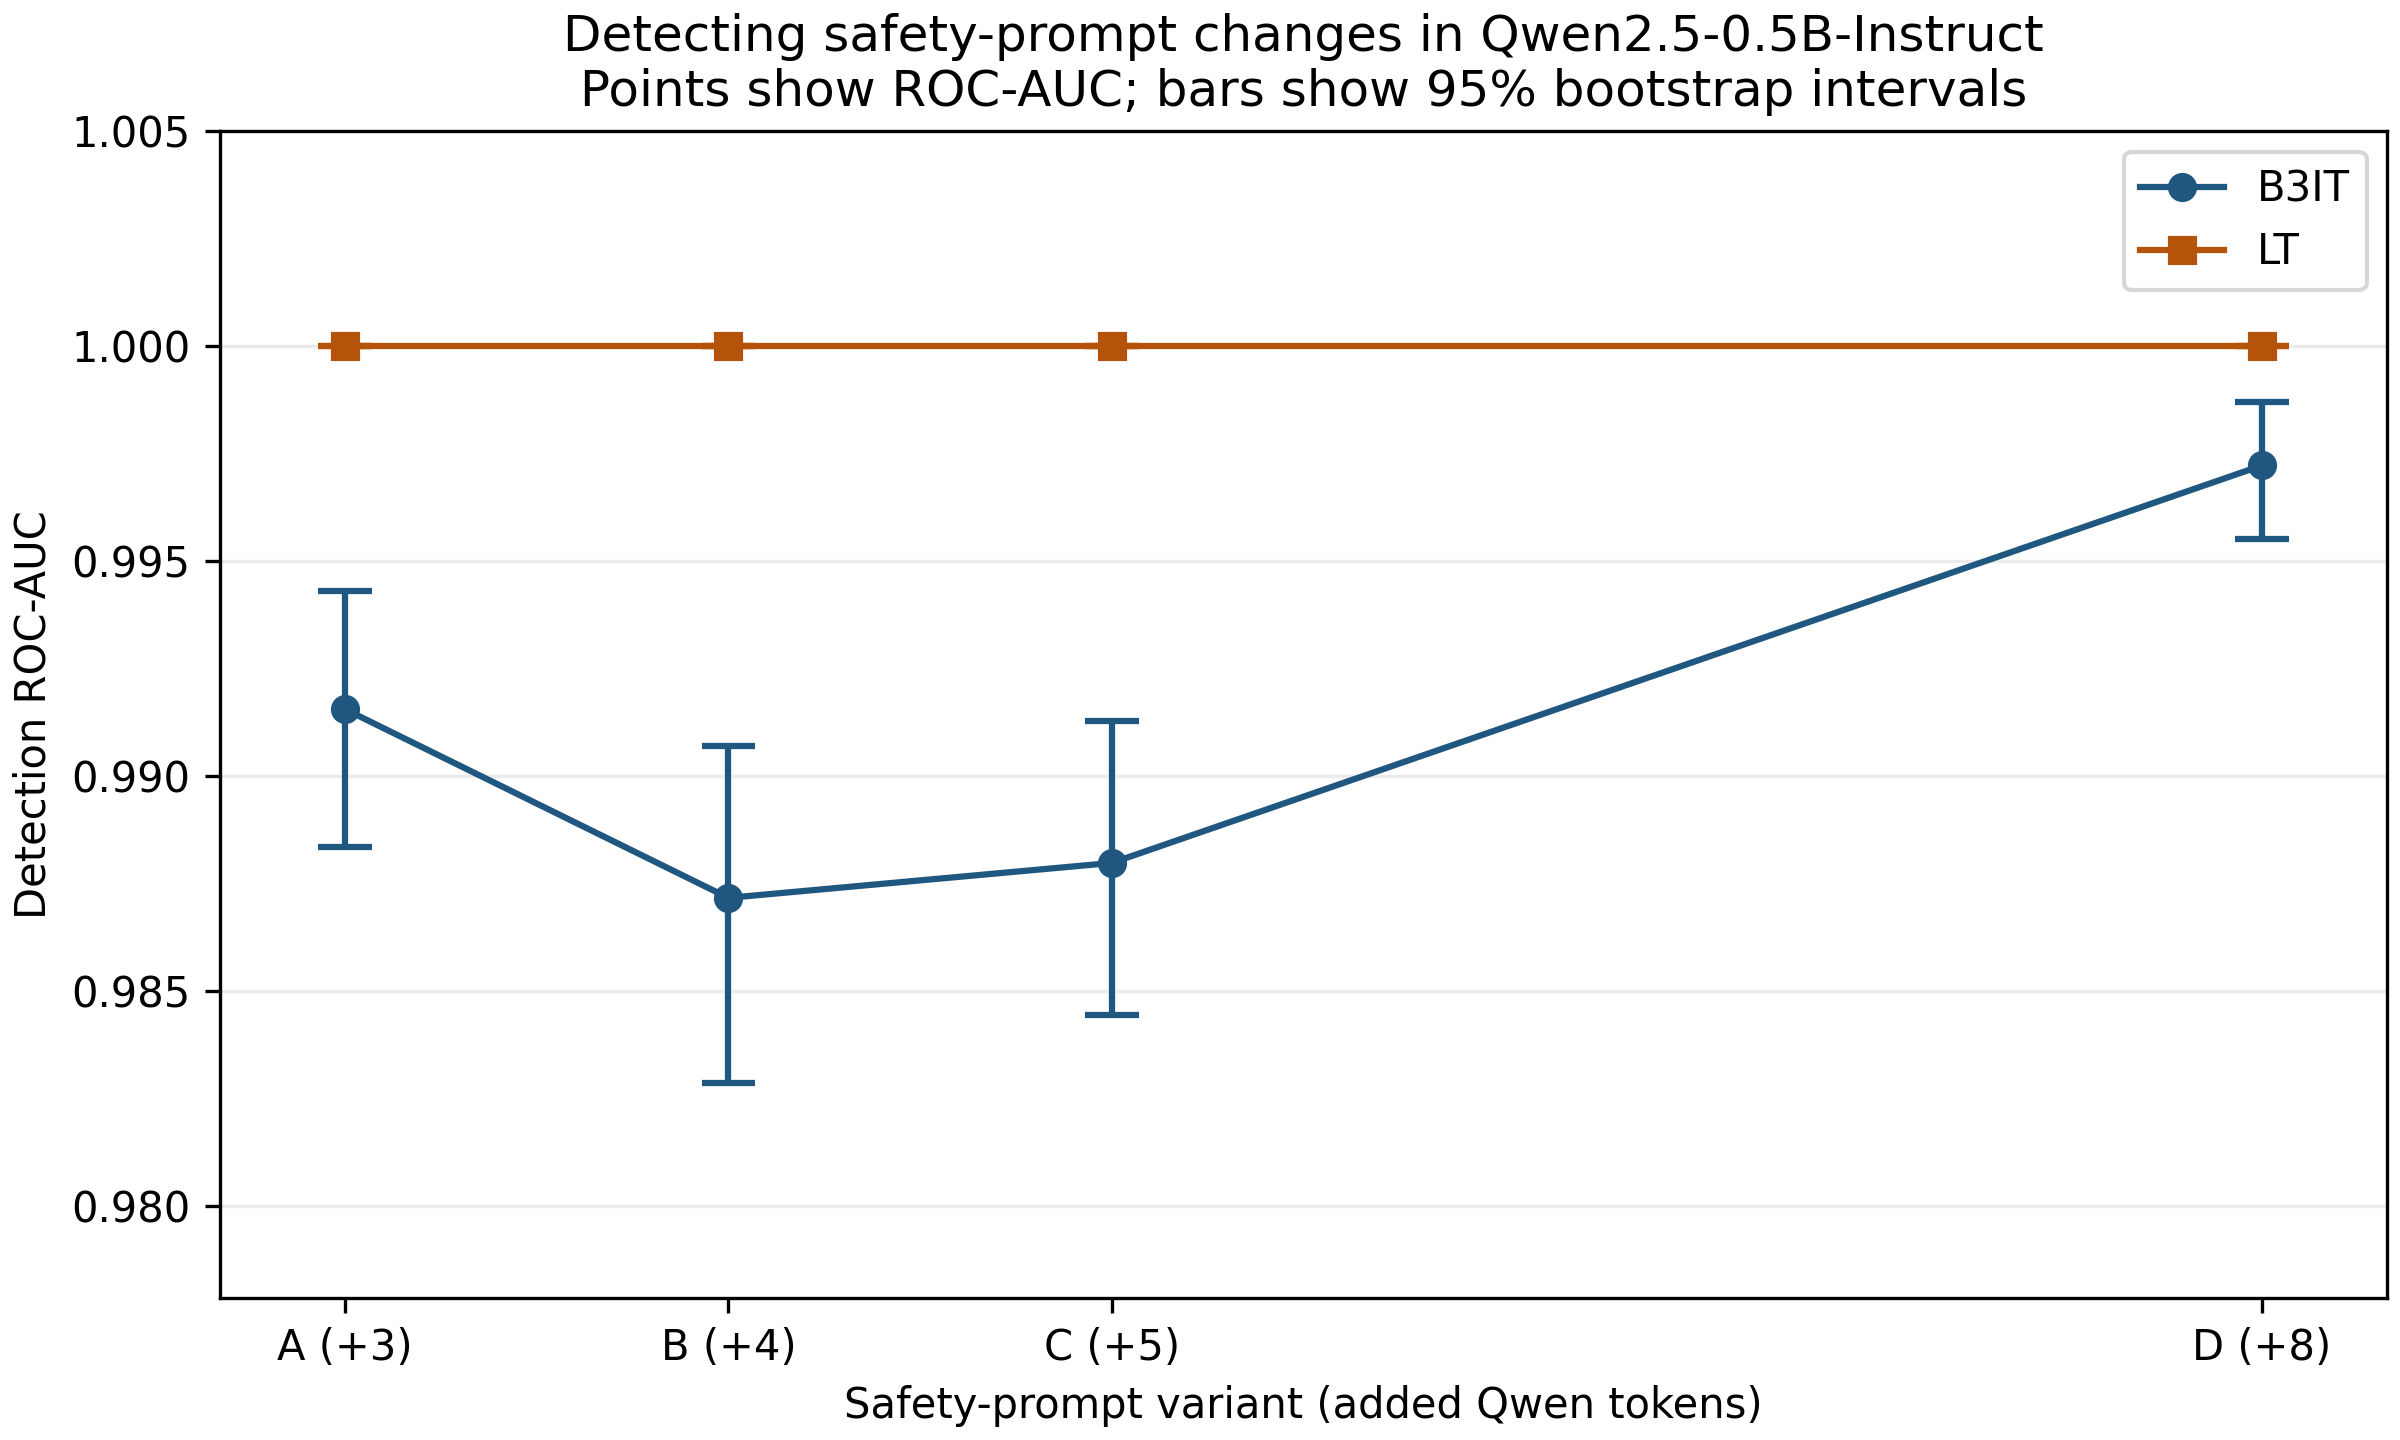 Detecting safety-prompt changes in Qwen2.5-0.5B-Instruct
Points show ROC-AUC; bars show 95% bootstrap intervals
1.005
1.000
0.995
0.990
0.985
0.980
Detection ROC-AUC
B3IT
LT
A (+3)
B (+4)
C (+5)
D (+8)
Safety-prompt variant (added Qwen tokens)